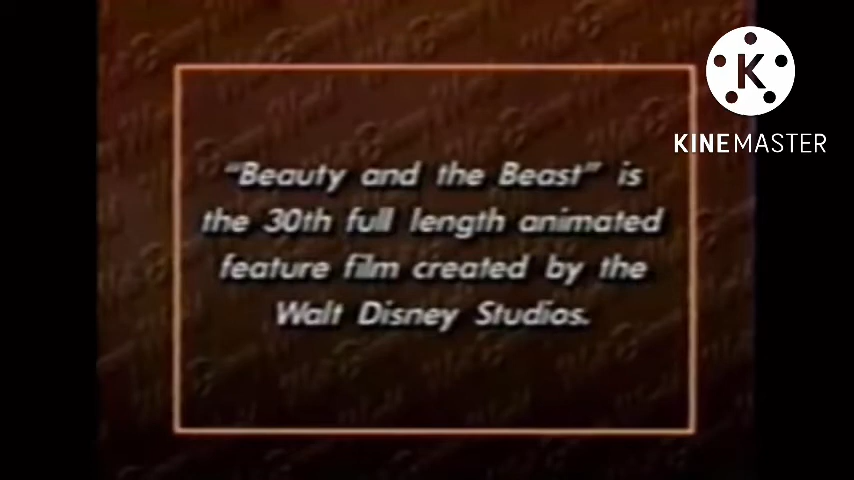 "Beauty and the Beast" is
the 30th full length animated
feature film created by the
Walt Disney Studios.
K
KINEMASTER